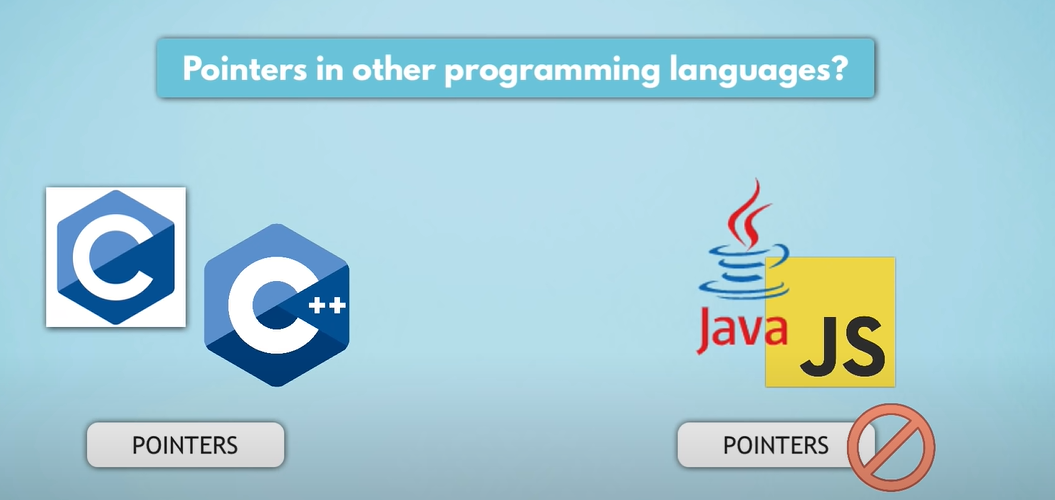 Pointers in other programming languages?
C
C++
Java
JS
POINTERS
POINTERS